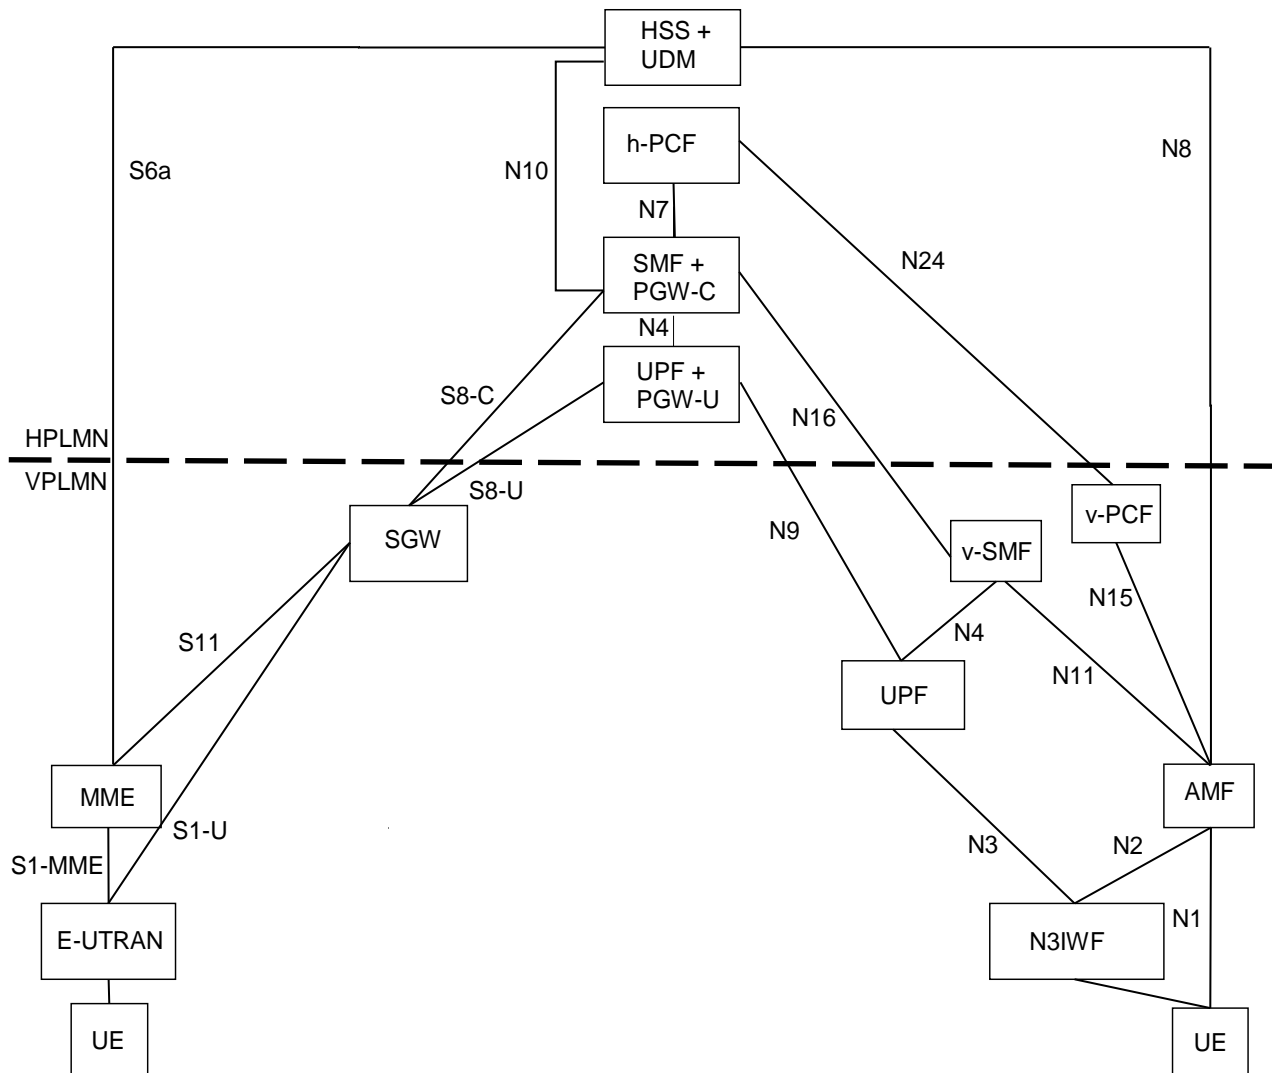 HSS +
UDM
h-PCF
N8
S6a
N10
N7
N24
SMF +
PGW-C
N4
UPF +
PGW-U
S8-C
N16
HPLMN
VPLMN
S8-U
v-PCF
SGW
N9
v-SMF
N15
N4
S11
N11
UPF
MME
AMF
S1-U
N3
N2
S1-MME
N1
E-UTRAN
N3IWF
UE
UE